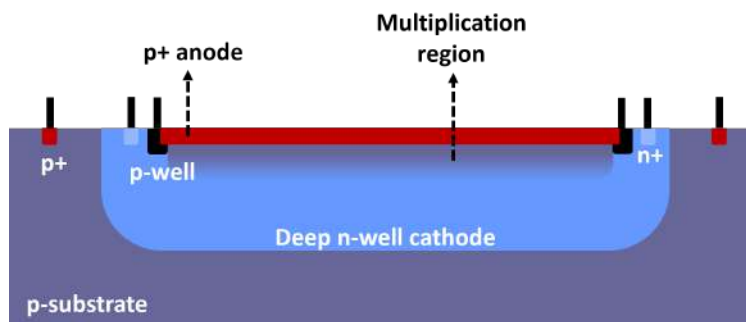 Multiplication
region
p+ anode
p+
p-well
n+
Deep n-well cathode
p-substrate